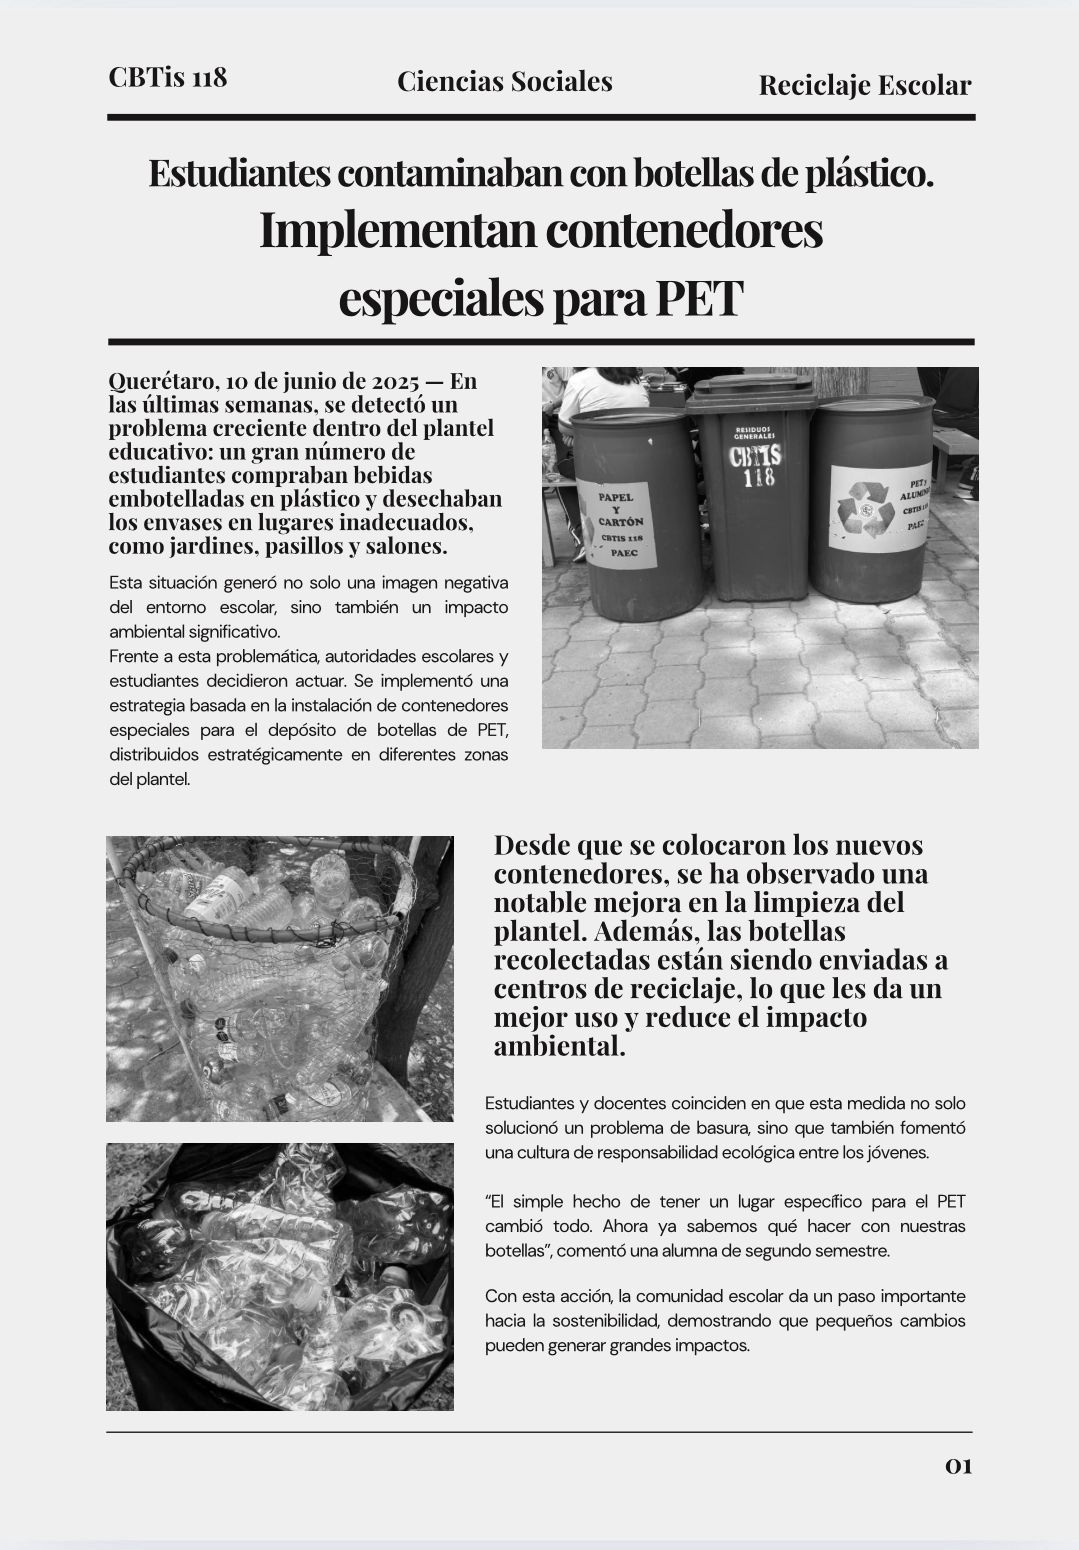 CBTis 118
Ciencias Sociales
Reciclaje Escolar
Estudiantes contaminaban con botellas de plástico.
Implementan contenedores
especiales para PET
Querétaro, 10 de junio de 2025 — En
las últimas semanas, se detectó un
problema creciente dentro del plantel
educativo: un gran número de
estudiantes compraban bebidas
embotelladas en plástico y desechaban
los envases en lugares inadecuados,
como jardines, pasillos y salones.
Esta situación generó no solo una imagen negativa
del entorno escolar, sino también un impacto
ambiental significativo.
Frente a esta problemática, autoridades escolares y
estudiantes decidieron actuar. Se implementó una
estrategia basada en la instalación de contenedores
especiales para el depósito de botellas de PET,
distribuidos estratégicamente en diferentes zonas
del plantel.
PAPEL
Y
CARTÓN
CBTIS 118
PAEC
RESIDUOS
GENERALES
CBTIS
118
PET y
ALUMINIO
CBTIS 118
PAEC
Desde que se colocaron los nuevos
contenedores, se ha observado una
notable mejora en la limpieza del
plantel. Además, las botellas
recolectadas están siendo enviadas a
centros de reciclaje, lo que les da un
mejor uso y reduce el impacto
ambiental.
Estudiantes y docentes coinciden en que esta medida no solo
solucionó un problema de basura, sino que también fomentó
una cultura de responsabilidad ecológica entre los jóvenes.
“El simple hecho de tener un lugar específico para el PET
cambió todo. Ahora ya sabemos qué hacer con nuestras
botellas”, comentó una alumna de segundo semestre.
Con esta acción, la comunidad escolar da un paso importante
hacia la sostenibilidad, demostrando que pequeños cambios
pueden generar grandes impactos.
01